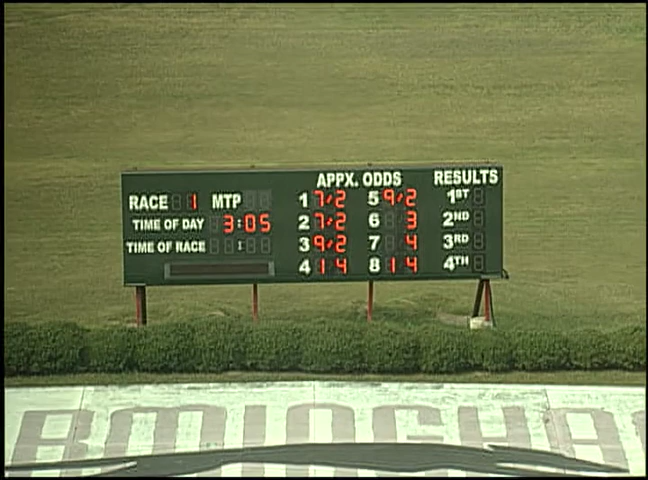 APPX. ODDS RESULTS
RACE 1 MTP 1 7/2 5 9/2 1ST
TIME OF DAY 3:05 2 7/2 6 3 2ND
TIME OF RACE : 3 9/2 7 4 3RD
4 14 8 14 4TH
BIRMINGHA